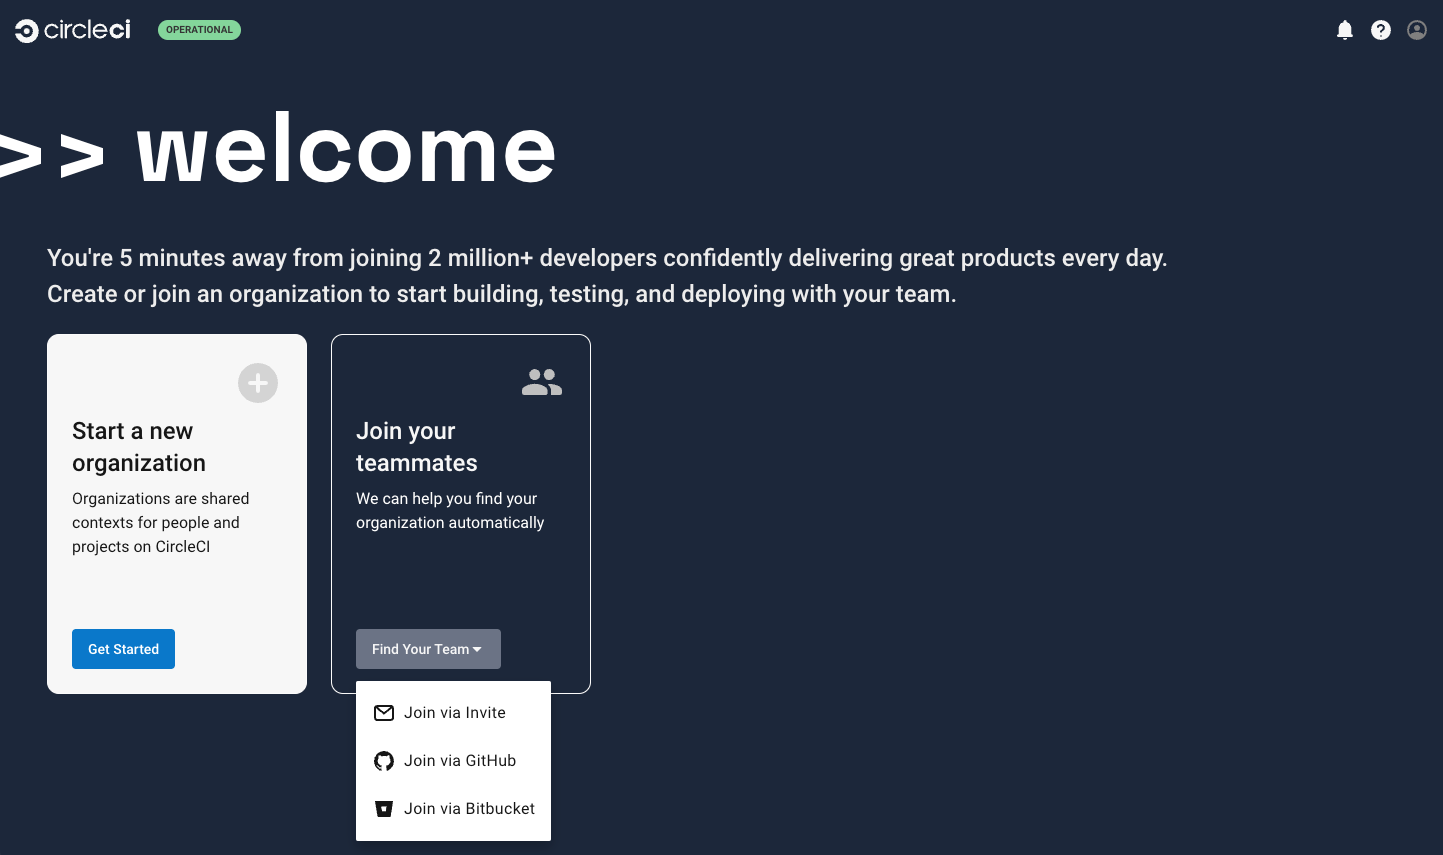 circleci
OPERATIONAL
>> welcome
You're 5 minutes away from joining 2 million+ developers confidently delivering great products every day.
Create or join an organization to start building, testing, and deploying with your team.
Start a new
organization
Organizations are shared
contexts for people and
projects on CircleCI
Get Started
Join your
teammates
We can help you find your
organization automatically
Find Your Team
Join via Invite
Join via GitHub
Join via Bitbucket